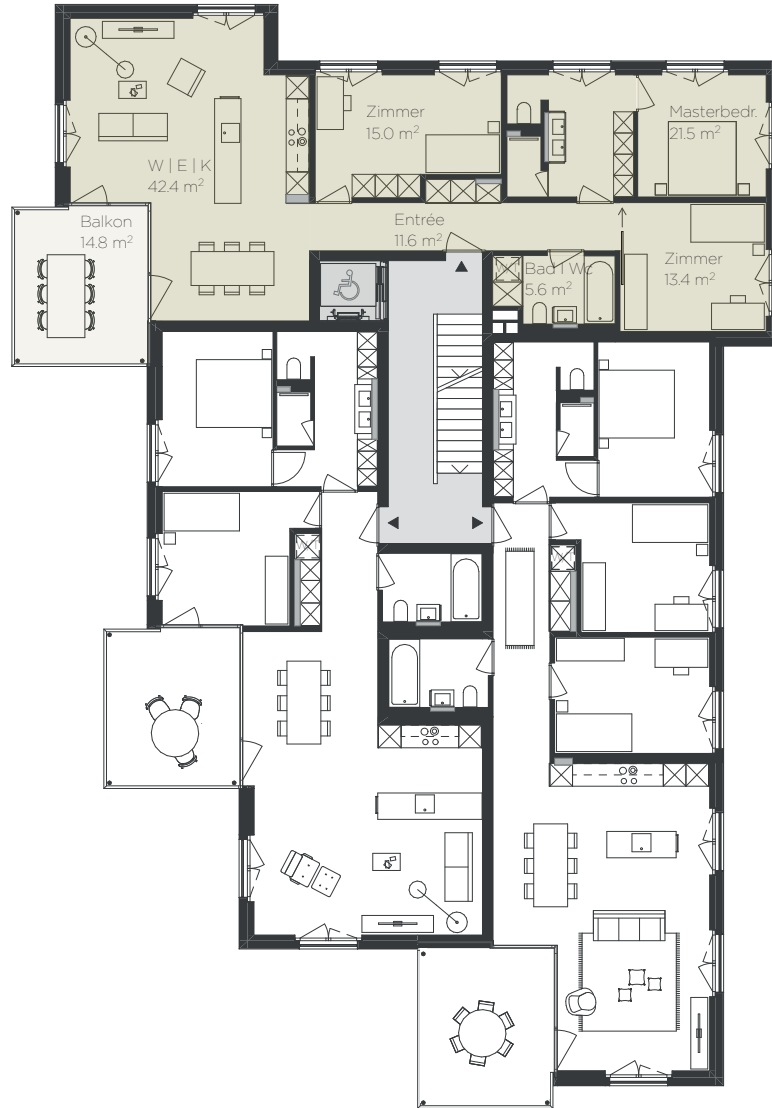 Zimmer
15.0 m²
Masterbedr.
21.5 m²
W | E | K
42.4 m²
Balkon
14.8 m²
Entrée
11.6 m²
Zimmer
13.4 m²
Bad | Wc
5.6 m²